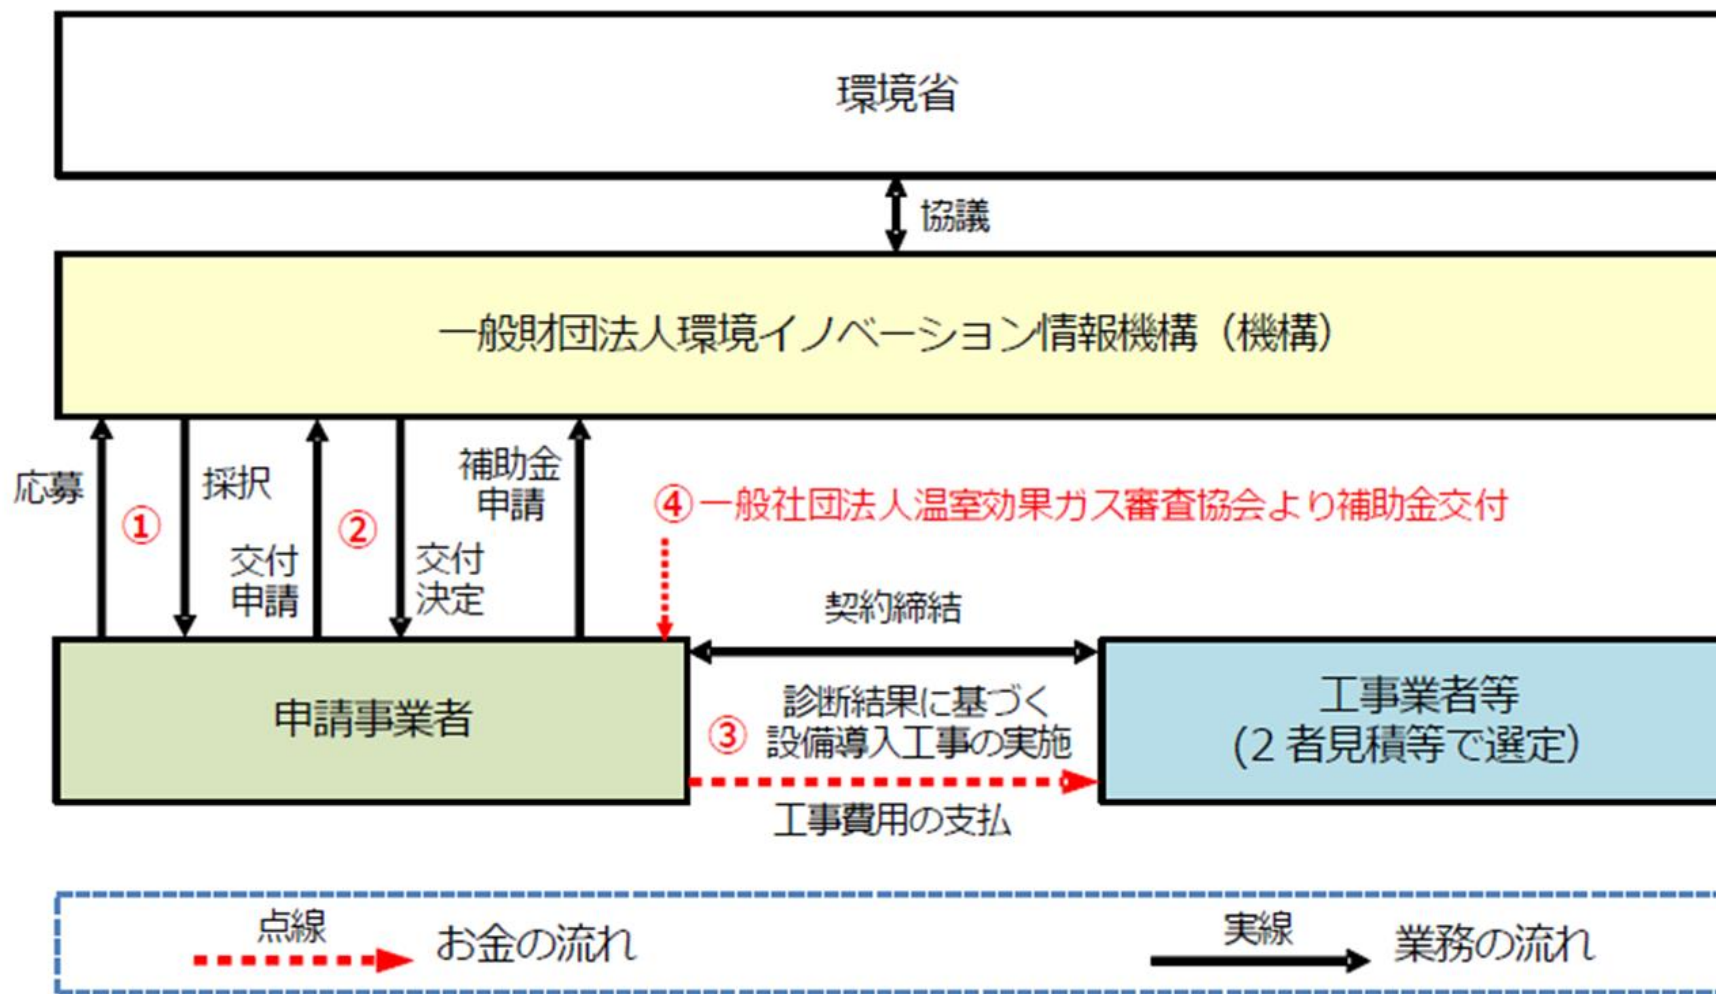 環境省
協議
一般財団法人環境イノベーション情報機構（機構）
応募
①
採択
交付
申請
②
交付
決定
補助金
申請
④一般社団法人温室効果ガス審査協会より補助金交付
契約締結
申請事業者
③
診断結果に基づく
設備導入工事の実施
工事費用の支払
工事業者等
(2 者見積等で選定）
点線
お金の流れ
実線
業務の流れ